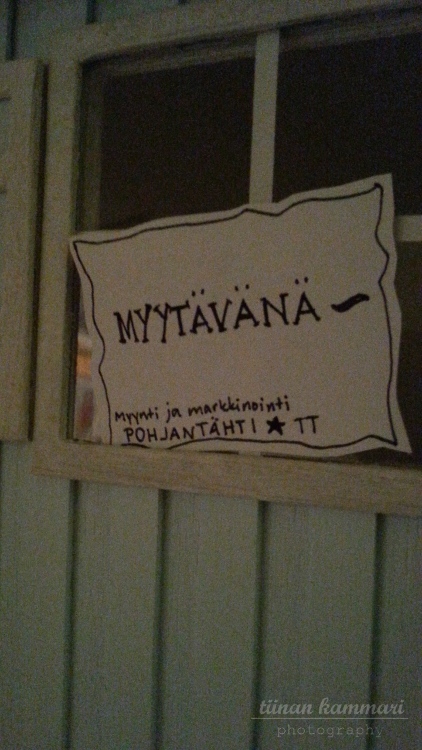 MYYTÄVÄNÄ ~
Myynti ja markkinointi
POHJANTÄHTI ★ TT
tiinan kammari
photography